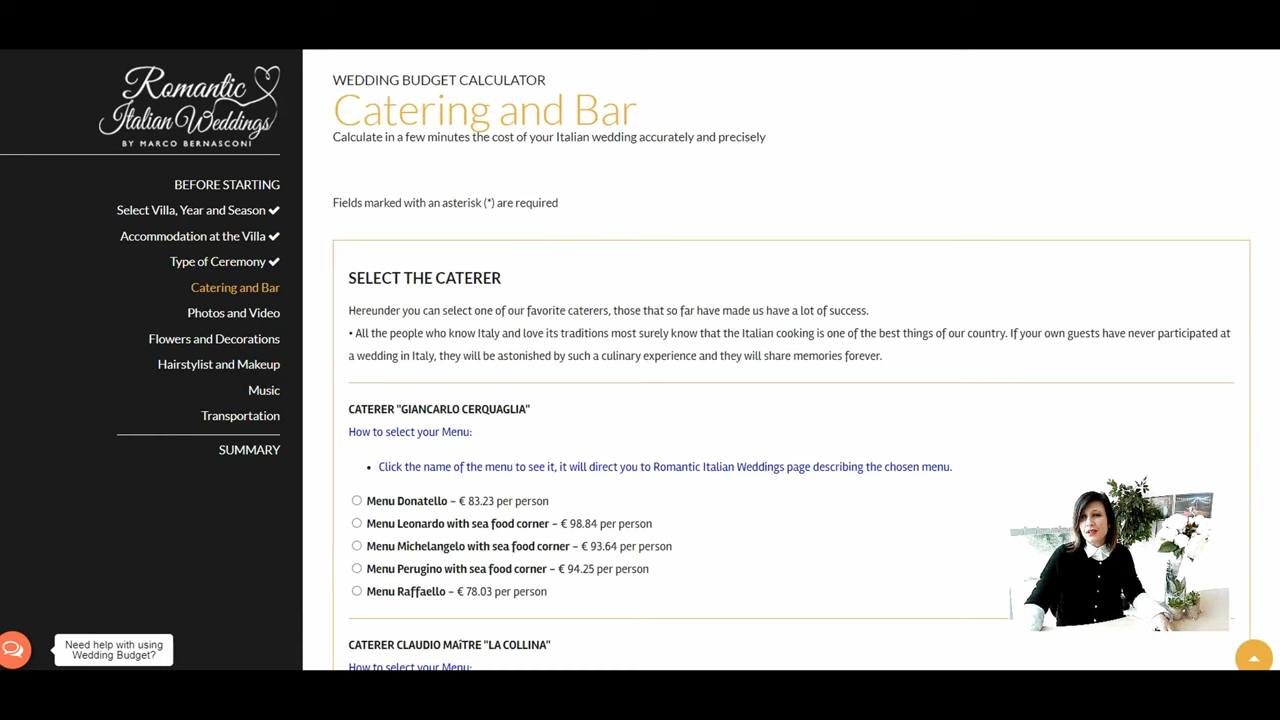 Romantic
Italian Weddings
BY MARCO BERNASCONI
BEFORE STARTING
Select Villa, Year and Season
Accommodation at the Villa
Type of Ceremony
Catering and Bar
Photos and Video
Flowers and Decorations
Hairstylist and Makeup
Music
Transportation
SUMMARY
Need help with using
Wedding Budget?
WEDDING BUDGET CALCULATOR
Catering and Bar
Calculate in a few minutes the cost of your Italian wedding accurately and precisely
Fields marked with an asterisk (*) are required
SELECT THE CATERER
Hereunder you can select one of our favorite caterers, those that so far have made us have a lot of success.
• All the people who know Italy and love its traditions most surely know that the Italian cooking is one of the best things of our country. If your own guests have never participated at
a wedding in Italy, they will be astonished by such a culinary experience and they will share memories forever.
CATERER "GIANCARLO CERQUAGLIA"
How to select your Menu:
• Click the name of the menu to see it, it will direct you to Romantic Italian Weddings page describing the chosen menu.
Menu Donatello – € 83.23 per person
Menu Leonardo with sea food corner – € 98.84 per person
Menu Michelangelo with sea food corner – € 93.64 per person
Menu Perugino with sea food corner – € 94.25 per person
Menu Raffaello – € 78.03 per person
CATERER CLAUDIO MAîTRE "LA COLLINA"
How to select your Menu: